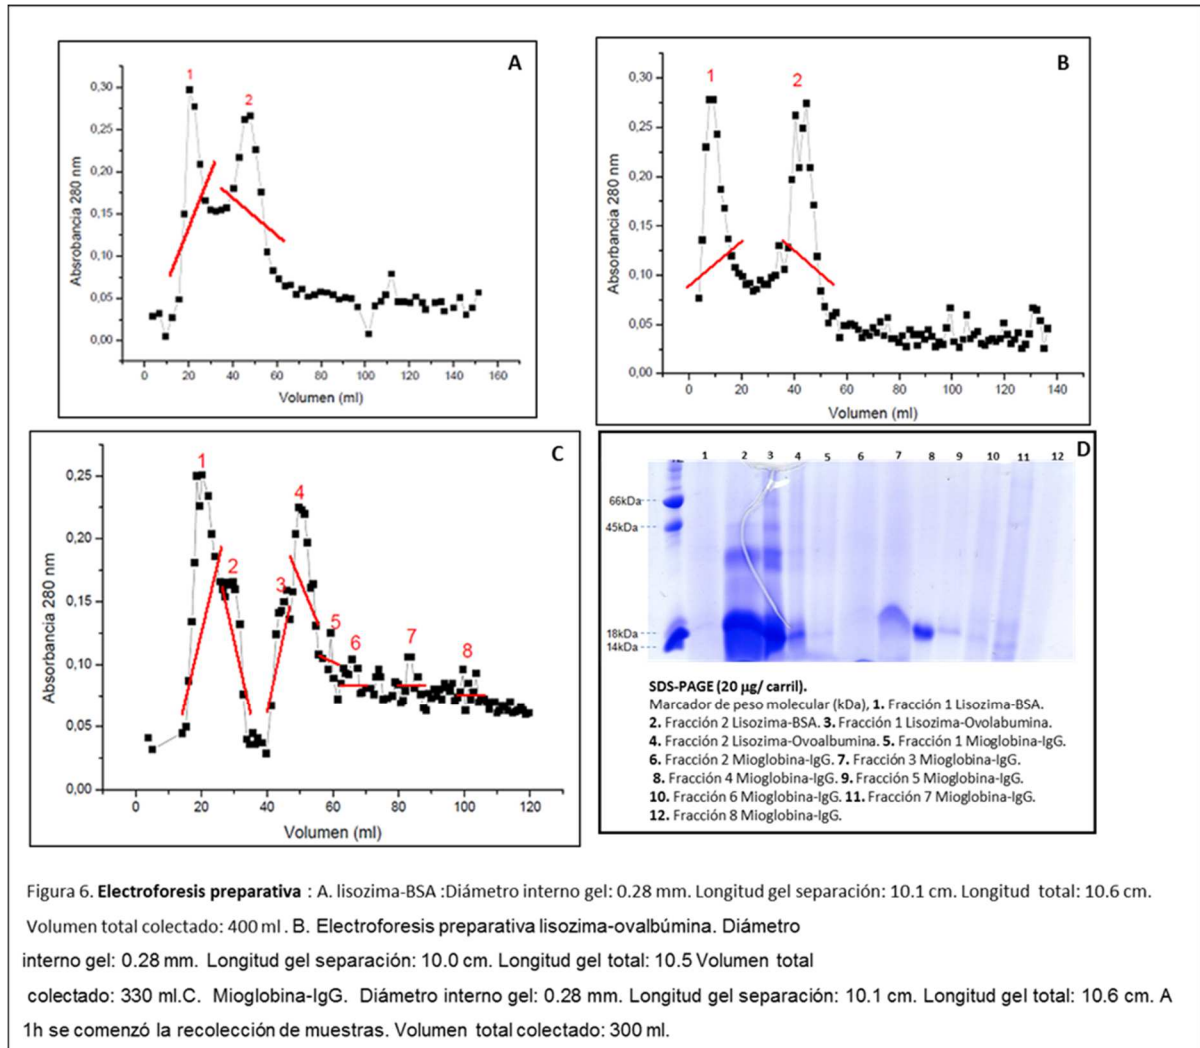 A
1
2
0,30
0,25
0,20
0,15
0,10
0,05
0,00
Absrobancia 280 nm
0 20 40 60 80 100 120 140 160
Volumen (ml)
B
1
2
0,30
0,25
0,20
0,15
0,10
0,05
0,00
Absorbancia 280 nm
0 20 40 60 80 100 120 140
Volumen (ml)
C
1
2
3
4
5
6
7
8
0,25
0,20
0,15
0,10
0,05
0,00
Absorbancia 280 nm
0 20 40 60 80 100 120
Volumen (ml)
D
1 2 3 4 5 6 7 8 9 10 11 12
66kDa
45kDa
18kDa
14kDa
SDS-PAGE (20 µg/ carril).
Marcador de peso molecular (kDa), 1. Fracción 1 Lisozima-BSA.
2. Fracción 2 Lisozima-BSA. 3. Fracción 1 Lisozima-Ovolabumina.
4. Fracción 2 Lisozima-Ovoalbumina. 5. Fracción 1 Mioglobina-IgG.
6. Fracción 2 Mioglobina-IgG. 7. Fracción 3 Mioglobina-IgG.
8. Fracción 4 Mioglobina-IgG. 9. Fracción 5 Mioglobina-IgG.
10. Fracción 6 Mioglobina-IgG. 11. Fracción 7 Mioglobina-IgG.
12. Fracción 8 Mioglobina-IgG.
Figura 6. Electroforesis preparativa : A. lisozima-BSA :Diámetro interno gel: 0.28 mm. Longitud gel separación: 10.1 cm. Longitud total: 10.6 cm.
Volumen total colectado: 400 ml . B. Electroforesis preparativa lisozima-ovalbúmina. Diámetro
interno gel: 0.28 mm. Longitud gel separación: 10.0 cm. Longitud gel total: 10.5 Volumen total
colectado: 330 ml.C. Mioglobina-IgG. Diámetro interno gel: 0.28 mm. Longitud gel separación: 10.1 cm. Longitud gel total: 10.6 cm. A
1h se comenzó la recolección de muestras. Volumen total colectado: 300 ml.